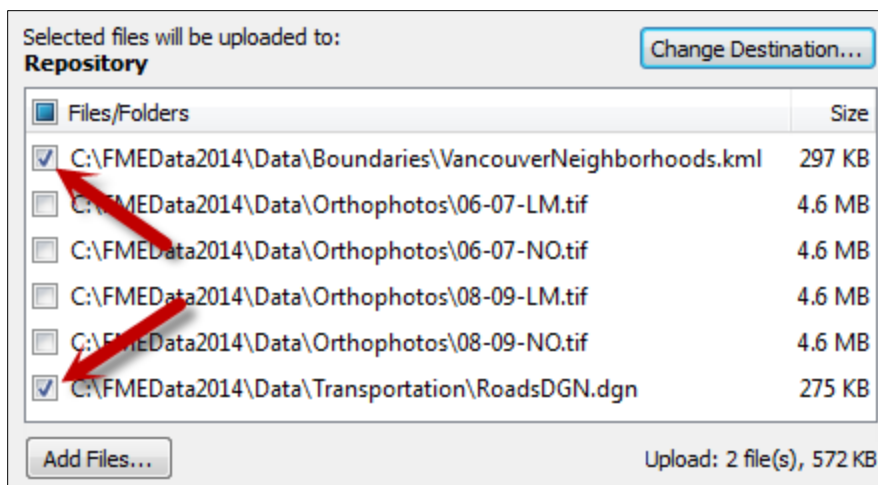 Selected files will be uploaded to:
Repository
Change Destination...
Files/Folders Size
C:\FMEData2014\Data\Boundaries\VancouverNeighborhoods.kml 297 KB
C:\FMEData2014\Data\Orthophotos\06-07-LM.tif 4.6 MB
C:\FMEData2014\Data\Orthophotos\06-07-NO.tif 4.6 MB
C:\FMEData2014\Data\Orthophotos\08-09-LM.tif 4.6 MB
C:\FMEData2014\Data\Orthophotos\08-09-NO.tif 4.6 MB
C:\FMEData2014\Data\Transportation\RoadsDGN.dgn 275 KB
Add Files... Upload: 2 file(s), 572 KB